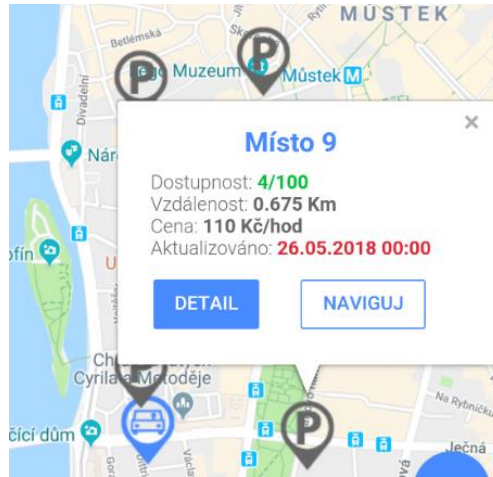 MŮSTEK
Betlémská
Divadelní
P
P
Muzeum
Můstek M
Nár
×
Místo 9
Dostupnost: 4/100
Vzdálenost: 0.675 Km
Cena: 110 Kč/hod
Aktualizováno: 26.05.2018 00:00
DETAIL
NAVIGUJ
ofín
U
P
Cyrila a Metoděje
Na Rybníčku
P
čící dům
Ječná